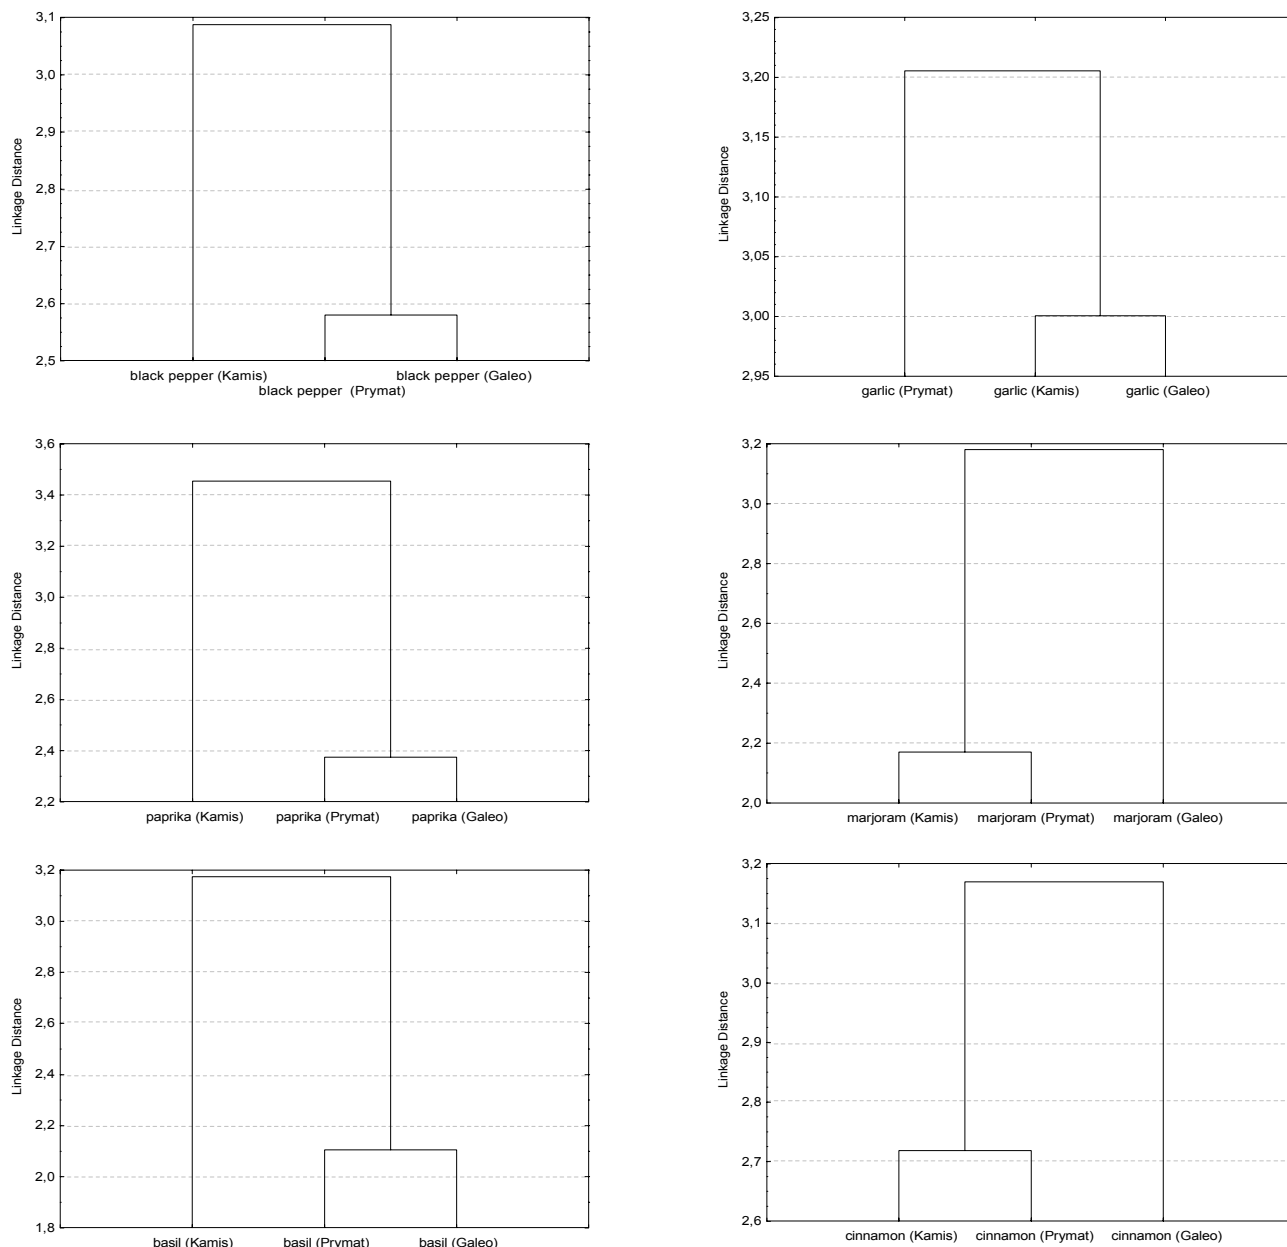 3,1
3,0
2,9
2,8
2,7
2,6
2,5
Linkage Distance
black pepper (Kamis)
black pepper (Prymat)
black pepper (Galeo)
3,25
3,20
3,15
3,10
3,05
3,00
2,95
Linkage Distance
garlic (Prymat)
garlic (Kamis)
garlic (Galeo)
3,6
3,4
3,2
3,0
2,8
2,6
2,4
2,2
Linkage Distance
paprika (Kamis)
paprika (Prymat)
paprika (Galeo)
3,2
3,0
2,8
2,6
2,4
2,2
2,0
Linkage Distance
marjoram (Kamis)
marjoram (Prymat)
marjoram (Galeo)
3,2
3,0
2,8
2,6
2,4
2,2
2,0
1,8
Linkage Distance
basil (Kamis)
basil (Prymat)
basil (Galeo)
3,2
3,1
3,0
2,9
2,8
2,7
2,6
Linkage Distance
cinnamon (Kamis)
cinnamon (Prymat)
cinnamon (Galeo)